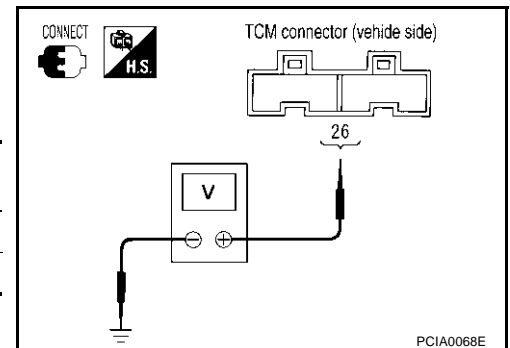 CONNECT
H.S.
TCM connector (vehide side)
26
V
PCIA0068E